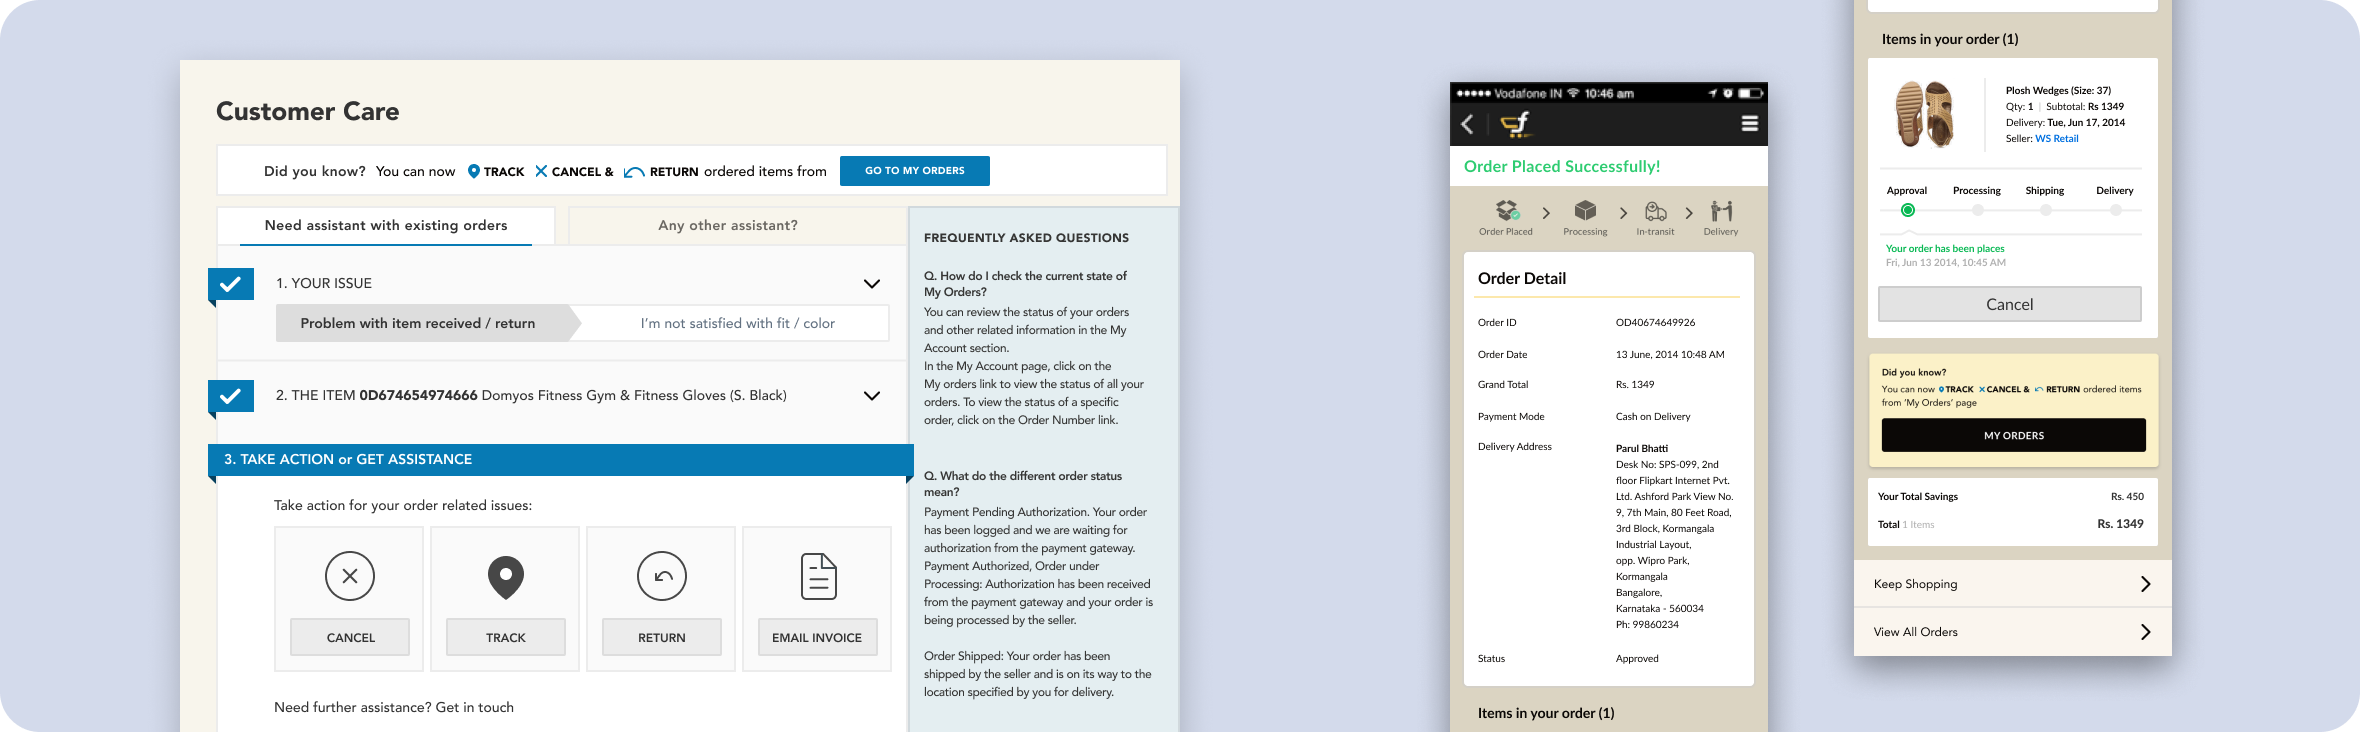 Customer Care
Did you know? You can now TRACK CANCEL & RETURN ordered items from GO TO MY ORDERS
Need assistant with existing orders
Any other assistant?
1. YOUR ISSUE
Problem with item received / return
I'm not satisfied with fit / color
2. THE ITEM 0D674654974666 Domyos Fitness Gym & Fitness Gloves (S. Black)
3. TAKE ACTION or GET ASSISTANCE
Take action for your order related issues:
CANCEL
TRACK
RETURN
EMAIL INVOICE
Need further assistance? Get in touch
FREQUENTLY ASKED QUESTIONS
Q. How do I check the current state of
My Orders?
You can review the status of your orders
and other related information in the My
Account section.
In the My Account page, click on the
My orders link to view the status of all your
orders. To view the status of a specific
order, click on the Order Number link.
Q. What do the different order status
mean?
Payment Pending Authorization. Your order
has been logged and we are waiting for
authorization from the payment gateway.
Payment Authorized, Order under
Processing: Authorization has been received
from the payment gateway and your order is
being processed by the seller.
Order Shipped: Your order has been
shipped by the seller and is on its way to the
location specified by you for delivery.
Vodafone IN 10:46 am
Order Placed Successfully!
Order Placed
Processing
In-transit
Delivery
Order Detail
Order ID OD40674649926
Order Date 13 June, 2014 10:48 AM
Grand Total Rs. 1349
Payment Mode Cash on Delivery
Delivery Address Parul Bhatti
Desk No: SPS-099, 2nd
floor Flipkart Internet Pvt.
Ltd. Ashford Park View No.
9, 7th Main, 80 Feet Road,
3rd Block, Kormangala
Industrial Layout,
opp. Wipro Park,
Kormangala
Bangalore,
Karnataka - 560034
Ph: 99860234
Status Approved
Items in your order (1)
Items in your order (1)
Plosh Wedges (Size: 37)
Qty: 1 | Subtotal: Rs 1349
Delivery: Tue, Jun 17, 2014
Seller: WS Retail
Approval Processing Shipping Delivery
Your order has been places
Fri, Jun 13 2014, 10:45 AM
Cancel
Did you know?
You can now TRACK CANCEL & RETURN ordered items
from 'My Orders' page
MY ORDERS
Your Total Savings Rs. 450
Total 1 Items Rs. 1349
Keep Shopping
View All Orders